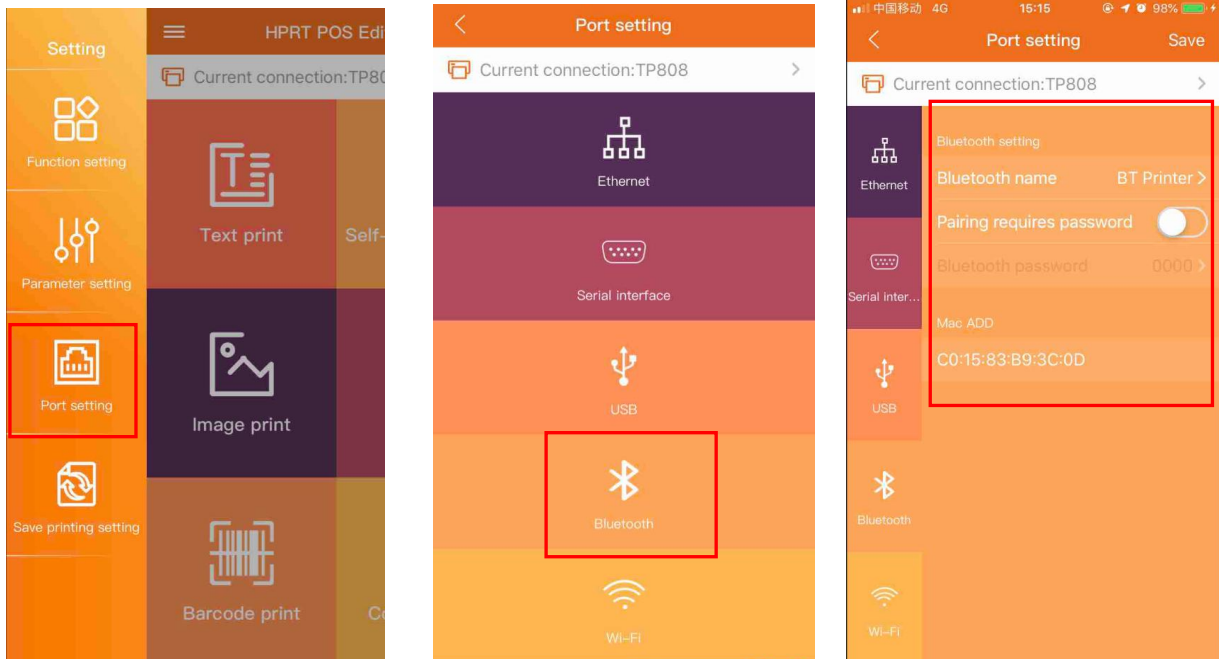 Setting
Function setting
Parameter setting
Port setting
Save printing setting
HPRT POS Edi
Current connection:TP80
Text print
Self-
Image print
Barcode print
Port setting
Current connection:TP808
Ethernet
Serial interface
USB
Bluetooth
Wi-Fi
中国移动 4G 15:15 98%
Port setting Save
Current connection:TP808
Ethernet
Serial inter...
USB
Bluetooth
Wi-Fi
Bluetooth setting
Bluetooth name BT Printer
Pairing requires password
Bluetooth password 0000
Mac ADD
C0:15:83:B9:3C:0D